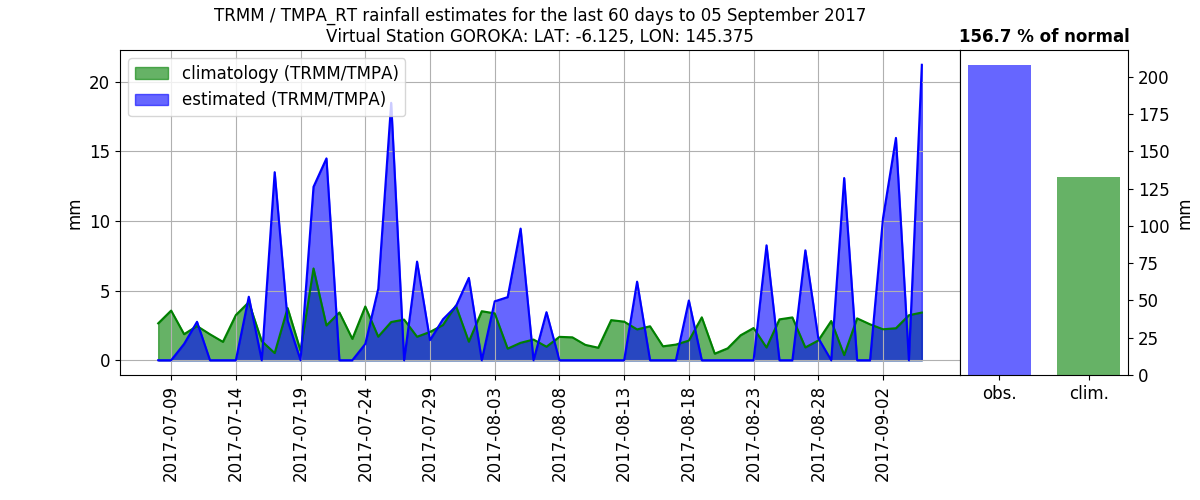 TRMM / TMPA_RT rainfall estimates for the last 60 days to 05 September 2017
Virtual Station GOROKA: LAT: -6.125, LON: 145.375
156.7 % of normal
climatology (TRMM/TMPA)
estimated (TRMM/TMPA)
mm
20
15
10
5
0
2017-07-09
2017-07-14
2017-07-19
2017-07-24
2017-07-29
2017-08-03
2017-08-08
2017-08-13
2017-08-18
2017-08-23
2017-08-28
2017-09-02
200
175
150
125
100
75
50
25
0
mm
obs.
clim.